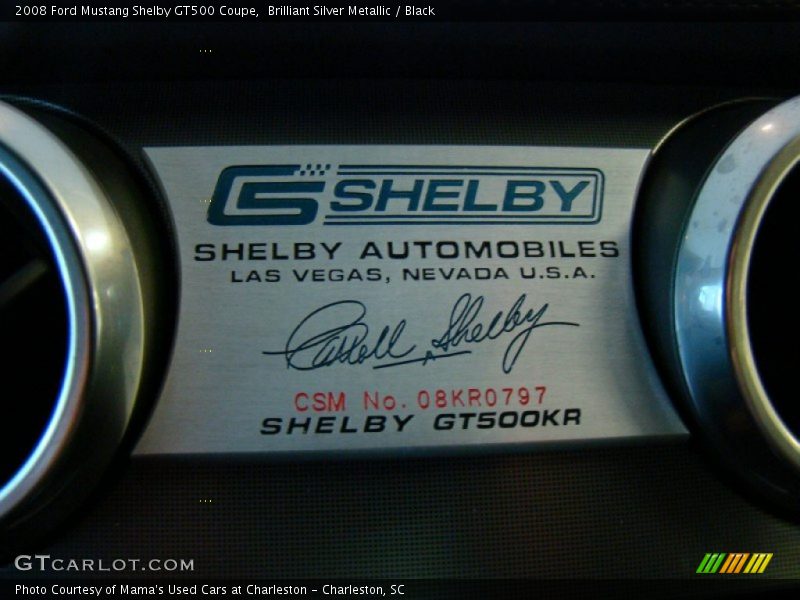 2008 Ford Mustang Shelby GT500 Coupe,  Brilliant Silver Metallic / Black
CS SHELBY
SHELBY AUTOMOBILES
LAS VEGAS, NEVADA U.S.A.
Carroll Shelby
CSM No. 08KR0797
SHELBY GT500KR
GTCARLOT.COM
Photo Courtesy of Mama's Used Cars at Charleston - Charleston, SC